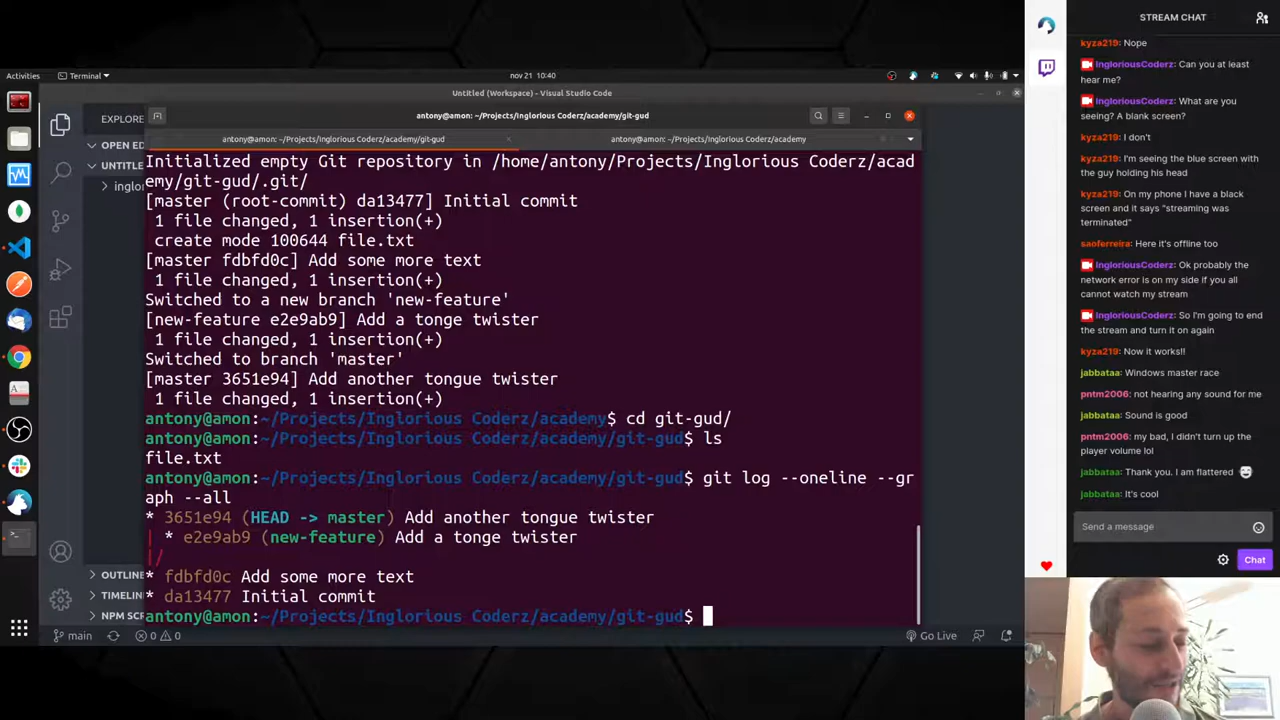 Activities
Terminal
nov 21 10:40
Untitled (Workspace) - Visual Studio Code
EXPLORE
OPEN ED
UNTITLE
inglo
OUTLIN
TIMELIN
NPM SCR
antony@amon: ~/Projects/Inglorious Coderz/academy/git-gud
antony@amon: ~/Projects/Inglorious Coderz/academy/git-gud
antony@amon: ~/Projects/Inglorious Coderz/academy
Initialized empty Git repository in /home/antony/Projects/Inglorious Coderz/acad
emy/git-gud/.git/
[master (root-commit) da13477] Initial commit
1 file changed, 1 insertion(+)
create mode 100644 file.txt
[master fdbfd0c] Add some more text
1 file changed, 1 insertion(+)
Switched to a new branch 'new-feature'
[new-feature e2e9ab9] Add a tonge twister
1 file changed, 1 insertion(+)
Switched to branch 'master'
[master 3651e94] Add another tongue twister
1 file changed, 1 insertion(+)
antony@amon:~/Projects/Inglorious Coderz/academy$ cd git-gud/
antony@amon:~/Projects/Inglorious Coderz/academy/git-gud$ ls
file.txt
antony@amon:~/Projects/Inglorious Coderz/academy/git-gud$ git log --oneline --gr
aph --all
* 3651e94 (HEAD -> master) Add another tongue twister
| * e2e9ab9 (new-feature) Add a tonge twister
|/
* fdbfd0c Add some more text
* da13477 Initial commit
antony@amon:~/Projects/Inglorious Coderz/academy/git-gud$
main
0 0
Go Live
STREAM CHAT
kyza219: Nope
IngloriousCoderz: Can you at least
hear me?
IngloriousCoderz: What are you
seeing? A blank screen?
kyza219: I don't
kyza219: I'm seeing the blue screen with
the guy holding his head
kyza219: On my phone I have a black
screen and it says "streaming was
terminated"
saoferreira: Here it's offline too
IngloriousCoderz: Ok probably the
network error is on my side if you all
cannot watch my stream
IngloriousCoderz: So I'm going to end
the stream and turn it on again
kyza219: Now it works!!
jabbataa: Windows master race
pntm2006: not hearing any sound for me
jabbataa: Sound is good
pntm2006: my bad, I didn't turn up the
player volume lol
jabbataa: Thank you. I am flattered
jabbataa: It's cool
Send a message
Chat